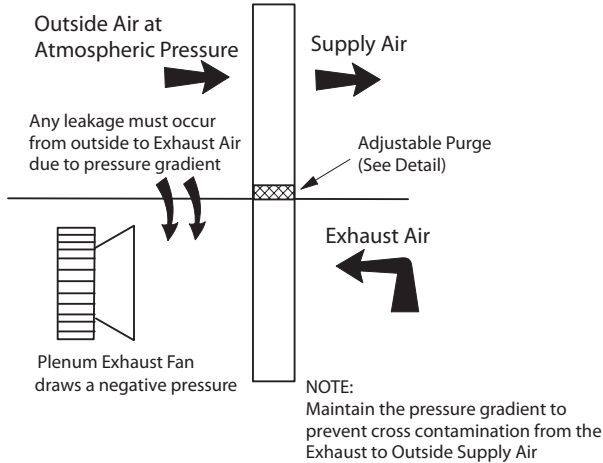 Outside Air at
Atmospheric Pressure
Supply Air
Any leakage must occur
from outside to Exhaust Air
due to pressure gradient
Adjustable Purge
(See Detail)
Exhaust Air
Plenum Exhaust Fan
draws a negative pressure
NOTE:
Maintain the pressure gradient to
prevent cross contamination from the
Exhaust to Outside Supply Air